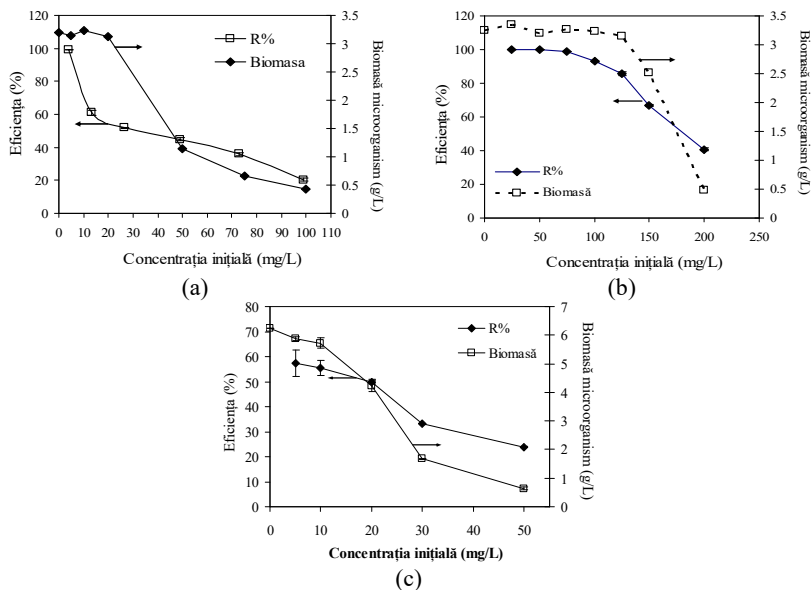 120
100
80
60
40
20
0
Eficiența (%)
R%
Biomasa
3.5
3
2.5
2
1.5
1
0.5
0
Biomasă microorganism (g/L)
0 10 20 30 40 50 60 70 80 90 100 110
Concentrația inițială (mg/L)
(a)
120
100
80
60
40
20
0
Eficiența (%)
R%
Biomasă
3.5
3
2.5
2
1.5
1
0.5
0
Biomasă microorganism (g/L)
0 50 100 150 200 250
Concentrația inițială (mg/L)
(b)
80
70
60
50
40
30
20
10
0
Eficiența (%)
R%
Biomasă
7
6
5
4
3
2
1
0
Biomasă microorganism (g/L)
0 10 20 30 40 50
Concentrația inițială (mg/L)
(c)